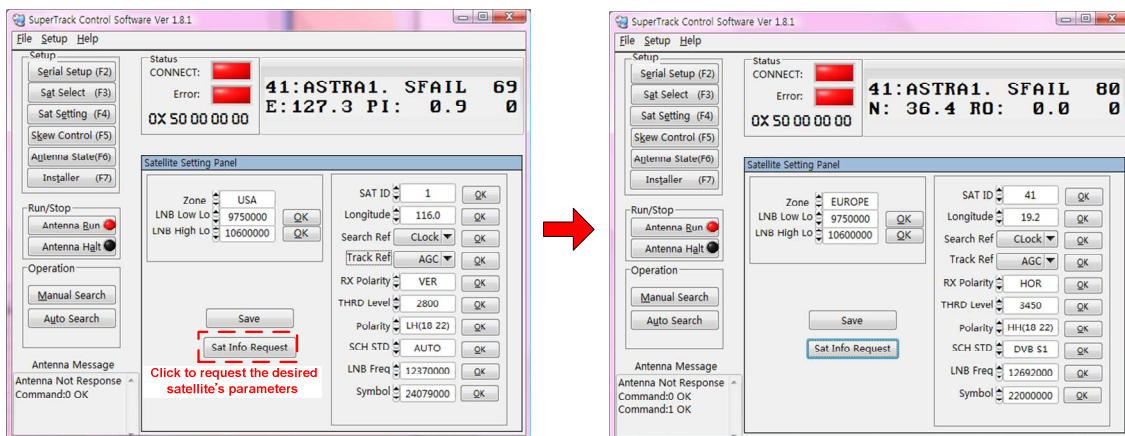 SuperTrack Control Software Ver 1.8.1
File Setup Help
Setup
Serial Setup (F2)
Sat Select (F3)
Sat Setting (F4)
Skew Control (F5)
Antenna State(F6)
Installer (F7)
Run/Stop
Antenna Run
Antenna Halt
Operation
Manual Search
Auto Search
Antenna Message
Antenna Not Response
Command:0 OK
Status
CONNECT:
Error:
0X 50 00 00 00
41:ASTRA1. SFAIL 69
E:127.3 PI: 0.9 0
Satellite Setting Panel
Zone USA
LNB Low Lo 9750000 OK
LNB High Lo 10600000 OK
Save
Sat Info Request
Click to request the desired
satellite's parameters
SAT ID 1 OK
Longitude 116.0 OK
Search Ref CLock OK
Track Ref AGC OK
RX Polarity VER OK
THRD Level 2800 OK
Polarity LH(18 22) OK
SCH STD AUTO OK
LNB Freq 12370000 OK
Symbol 24079000 OK
SuperTrack Control Software Ver 1.8.1
File Setup Help
Setup
Serial Setup (F2)
Sat Select (F3)
Sat Setting (F4)
Skew Control (F5)
Antenna State(F6)
Installer (F7)
Run/Stop
Antenna Run
Antenna Halt
Operation
Manual Search
Auto Search
Antenna Message
Antenna Not Response
Command:0 OK
Command:1 OK
Status
CONNECT:
Error:
0X 50 00 00 00
41:ASTRA1. SFAIL 80
N: 36.4 RO: 0.0 0
Satellite Setting Panel
Zone EUROPE
LNB Low Lo 9750000 OK
LNB High Lo 10600000 OK
Save
Sat Info Request
SAT ID 41 OK
Longitude 19.2 OK
Search Ref CLock OK
Track Ref AGC OK
RX Polarity HOR OK
THRD Level 3450 OK
Polarity HH(18 22) OK
SCH STD DVB S1 OK
LNB Freq 12692000 OK
Symbol 22000000 OK